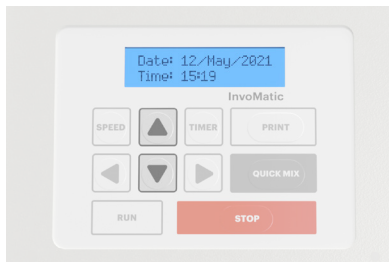 Date: 12/May/2021
Time: 15:19
InvoMatic
SPEED
TIMER
PRINT
QUICK MIX
RUN
STOP